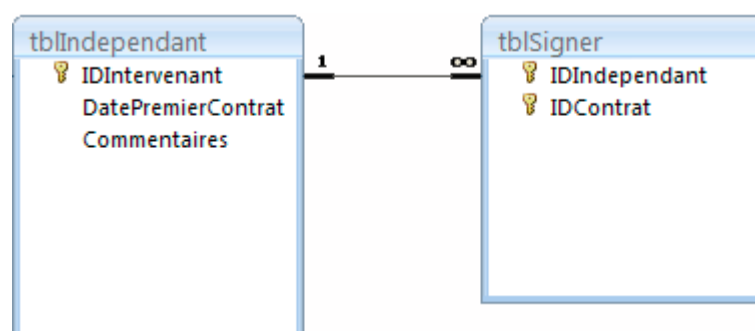 tblIndependant
IDIntervenant
DatePremierContrat
Commentaires
1
∞
tblSigner
IDIndependant
IDContrat